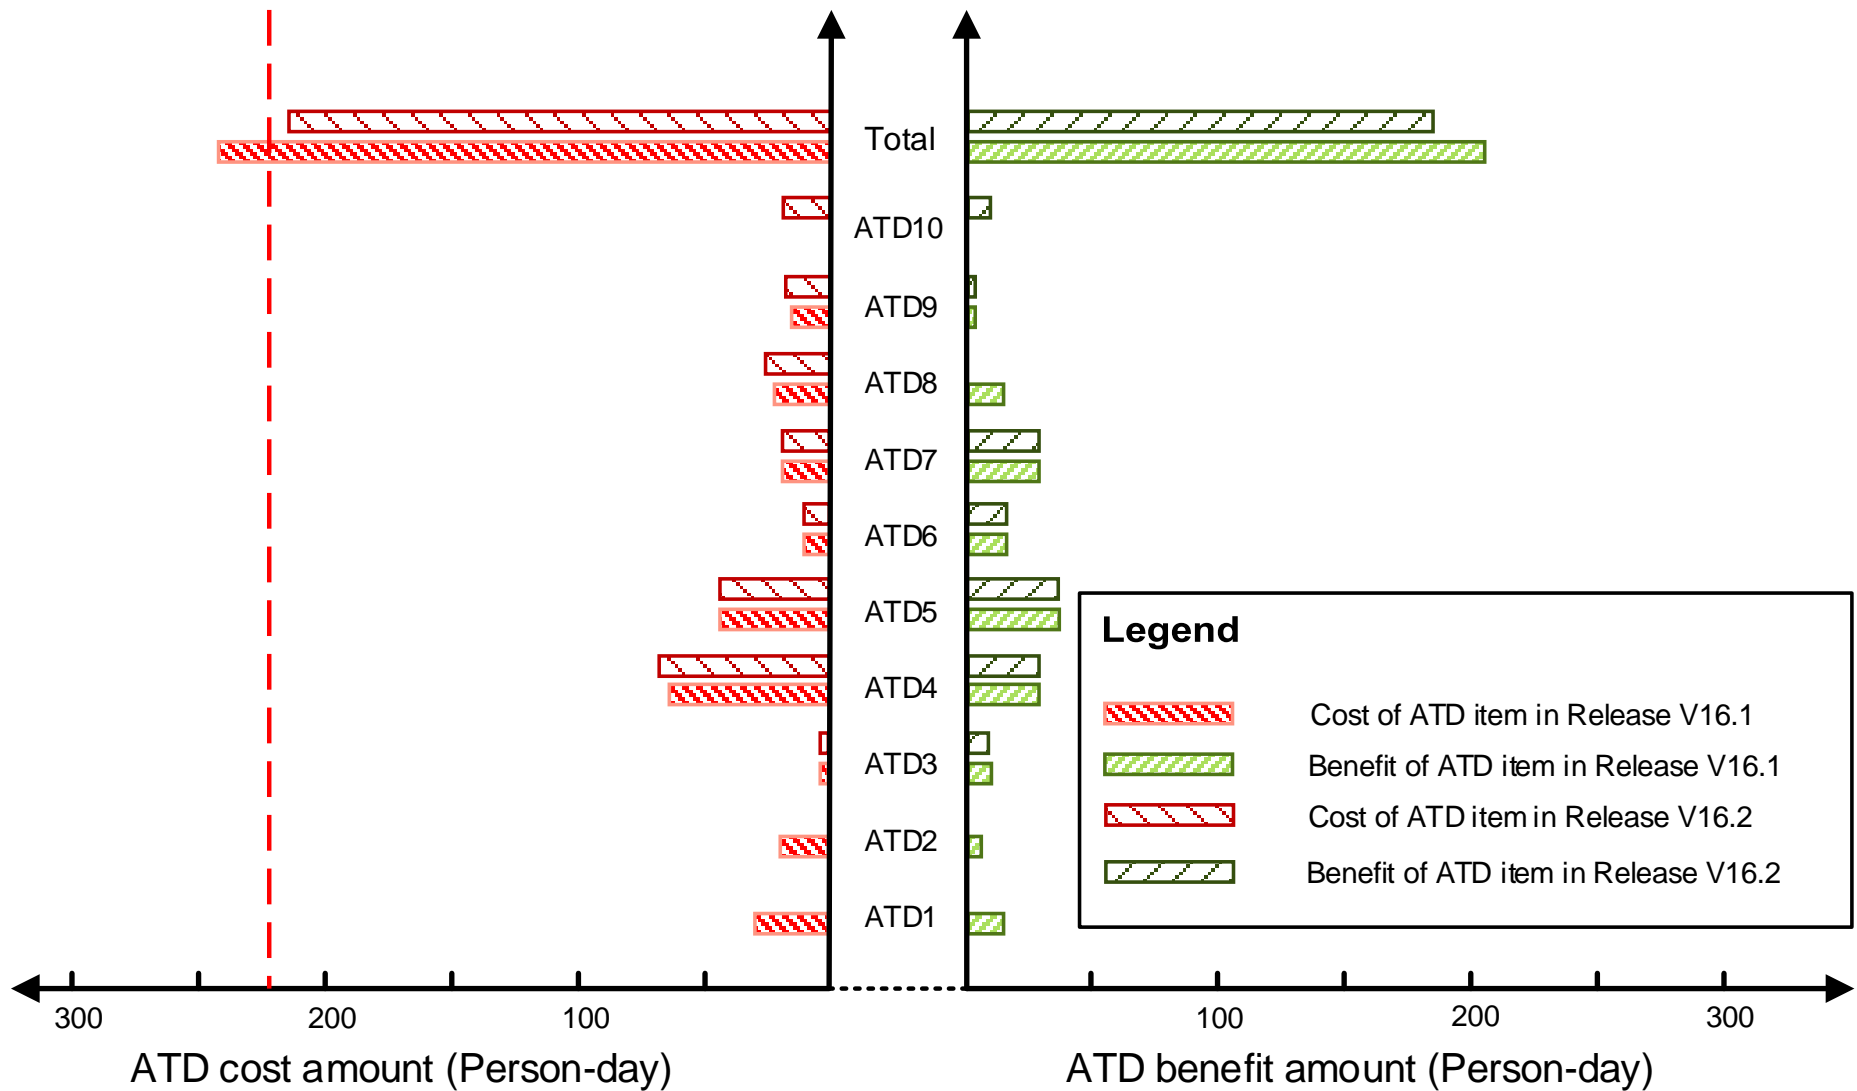 Total
ATD10
ATD9
ATD8
ATD7
ATD6
ATD5
ATD4
ATD3
ATD2
ATD1
Legend
Cost of ATD item in Release V16.1
Benefit of ATD item in Release V16.1
Cost of ATD item in Release V16.2
Benefit of ATD item in Release V16.2
300 200 100 100 200 300
ATD cost amount (Person-day) ATD benefit amount (Person-day)